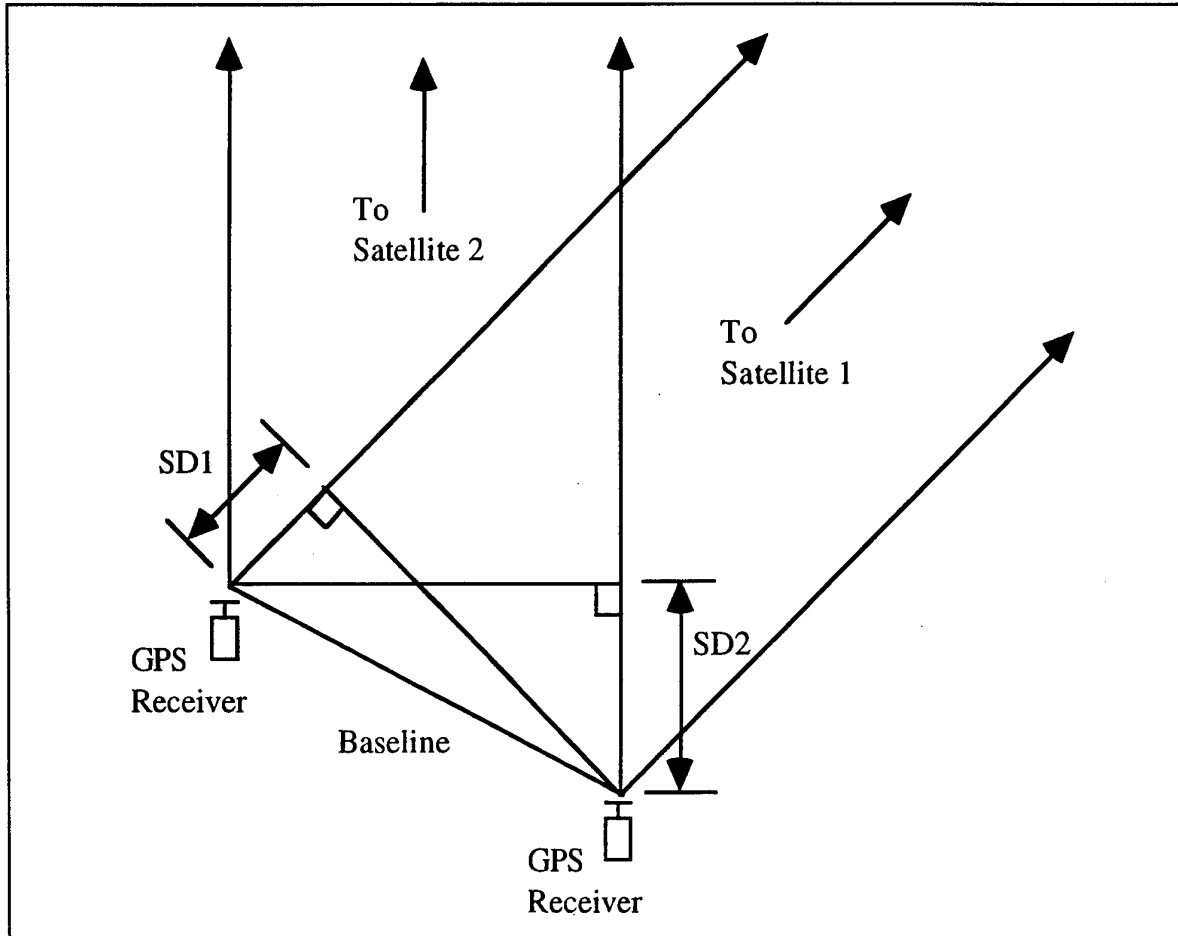 To
Satellite 2
To
Satellite 1
SD1
SD2
GPS
Receiver
Baseline
GPS
Receiver